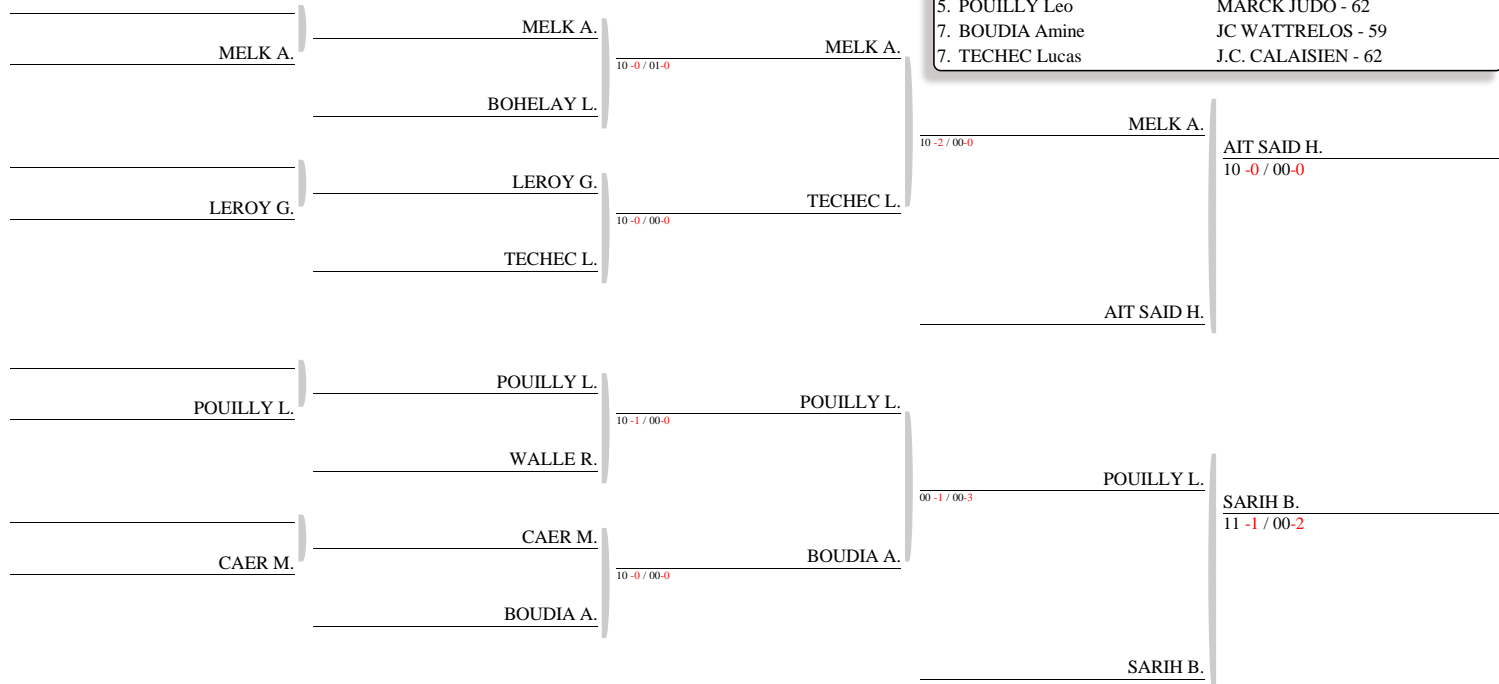 5. POUILLY Leo MARCK JUDO - 62
7. BOUDIA Amine JC WATTRELOS - 59
7. TECHEC Lucas J.C. CALAISIEN - 62
MELK A.
LEROY G.
POUILLY L.
CAER M.
MELK A.
BOHELAY L.
LEROY G.
TECHEC L.
POUILLY L.
WALLE R.
CAER M.
BOUDIA A.
MELK A.
10 -0 / 01-0
TECHEC L.
10 -0 / 00-0
POUILLY L.
10 -1 / 00-0
BOUDIA A.
10 -0 / 00-0
MELK A.
10 -2 / 00-0
AIT SAID H.
POUILLY L.
00 -1 / 00-3
SARIH B.
AIT SAID H.
10 -0 / 00-0
SARIH B.
11 -1 / 00-2